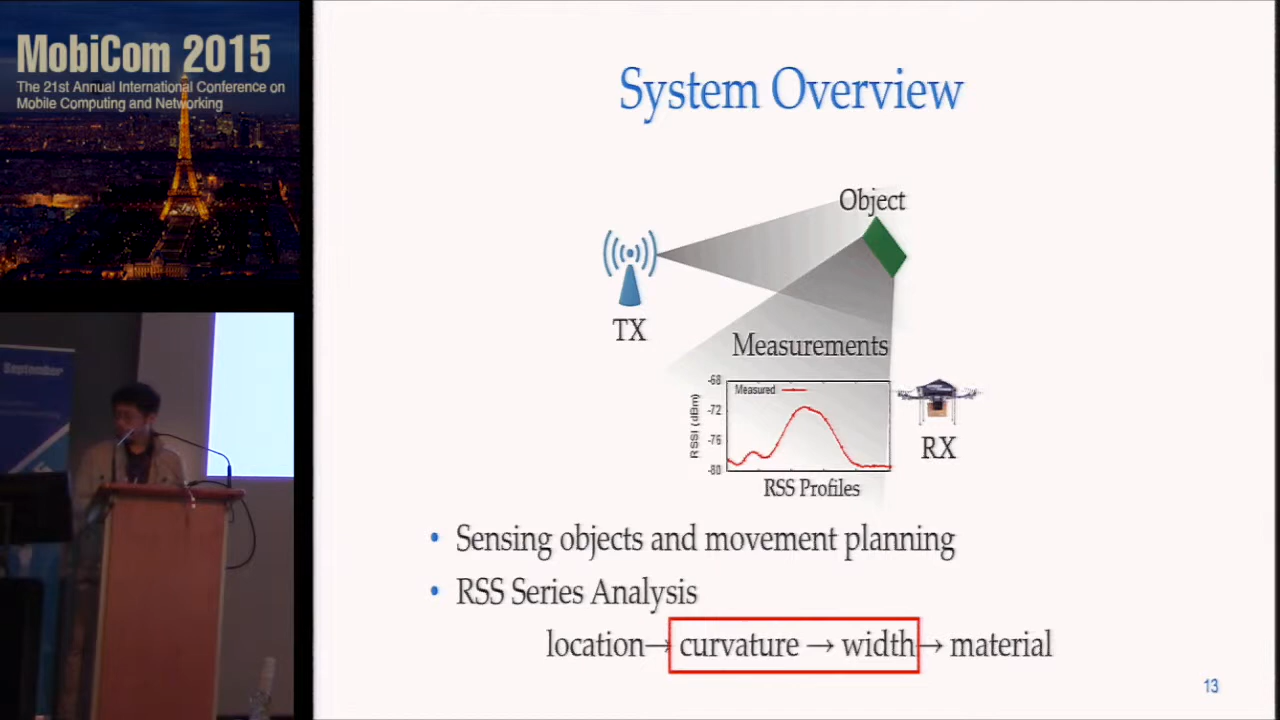 MobiCom 2015
The 21st Annual International Conference on
Mobile Computing and Networking
September
System Overview
Object
TX
Measurements
-68
-72
-76
-80
RSSI (dBm)
Measured
RX
RSS Profiles
• Sensing objects and movement planning
• RSS Series Analysis
location→ curvature → width → material
13